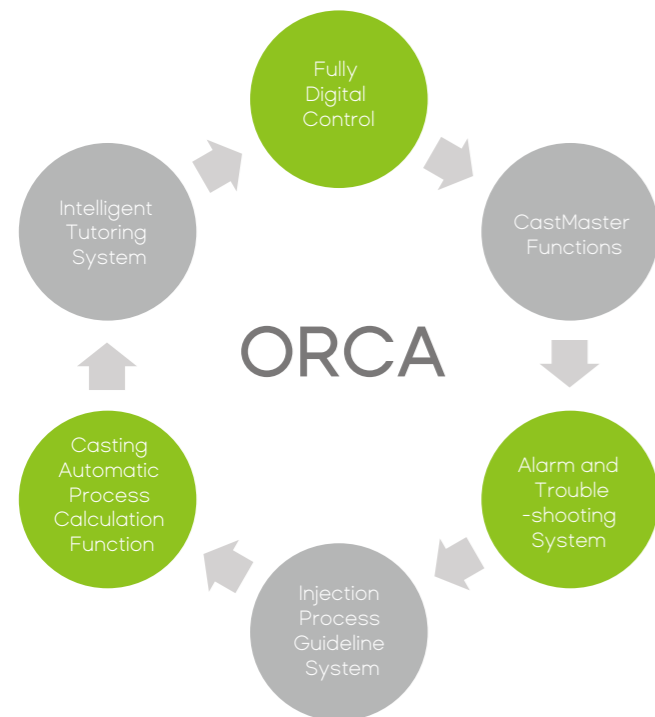 Fully
Digital
Control
CastMaster
Functions
Alarm and
Trouble
-shooting
System
Injection
Process
Guideline
System
Casting
Automatic
Process
Calculation
Function
Intelligent
Tutoring
System
ORCA